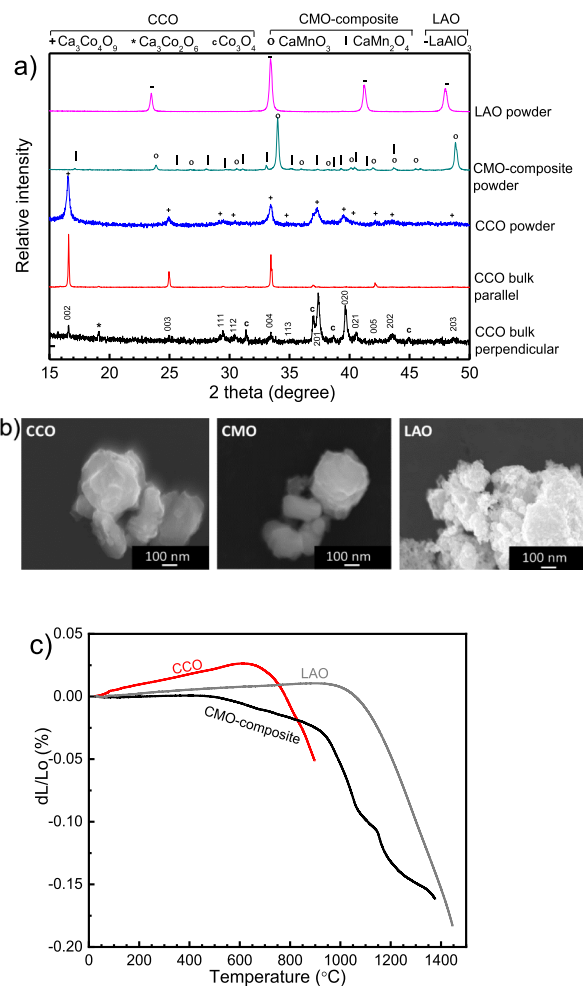 CCO CMO-composite LAO
+ Ca3Co4O9 * Ca3Co2O6 c Co3O4 o CaMnO3 I CaMn2O4 - LaAlO3
a)
Relative intensity
LAO powder
CMO-composite
powder
CCO powder
CCO bulk
parallel
CCO bulk
perpendicular
002 * 003 111 112 c 004 113 c 201 c 020 021 005 202 c 203
15 20 25 30 35 40 45 50
2 theta (degree)
b)
CCO CMO LAO
100 nm 100 nm 100 nm
c)
0.05
0.00
-0.05
-0.10
-0.15
-0.20
dL/Lo (%)
CCO
LAO
CMO-composite
0 200 400 600 800 1000 1200 1400
Temperature (°C)